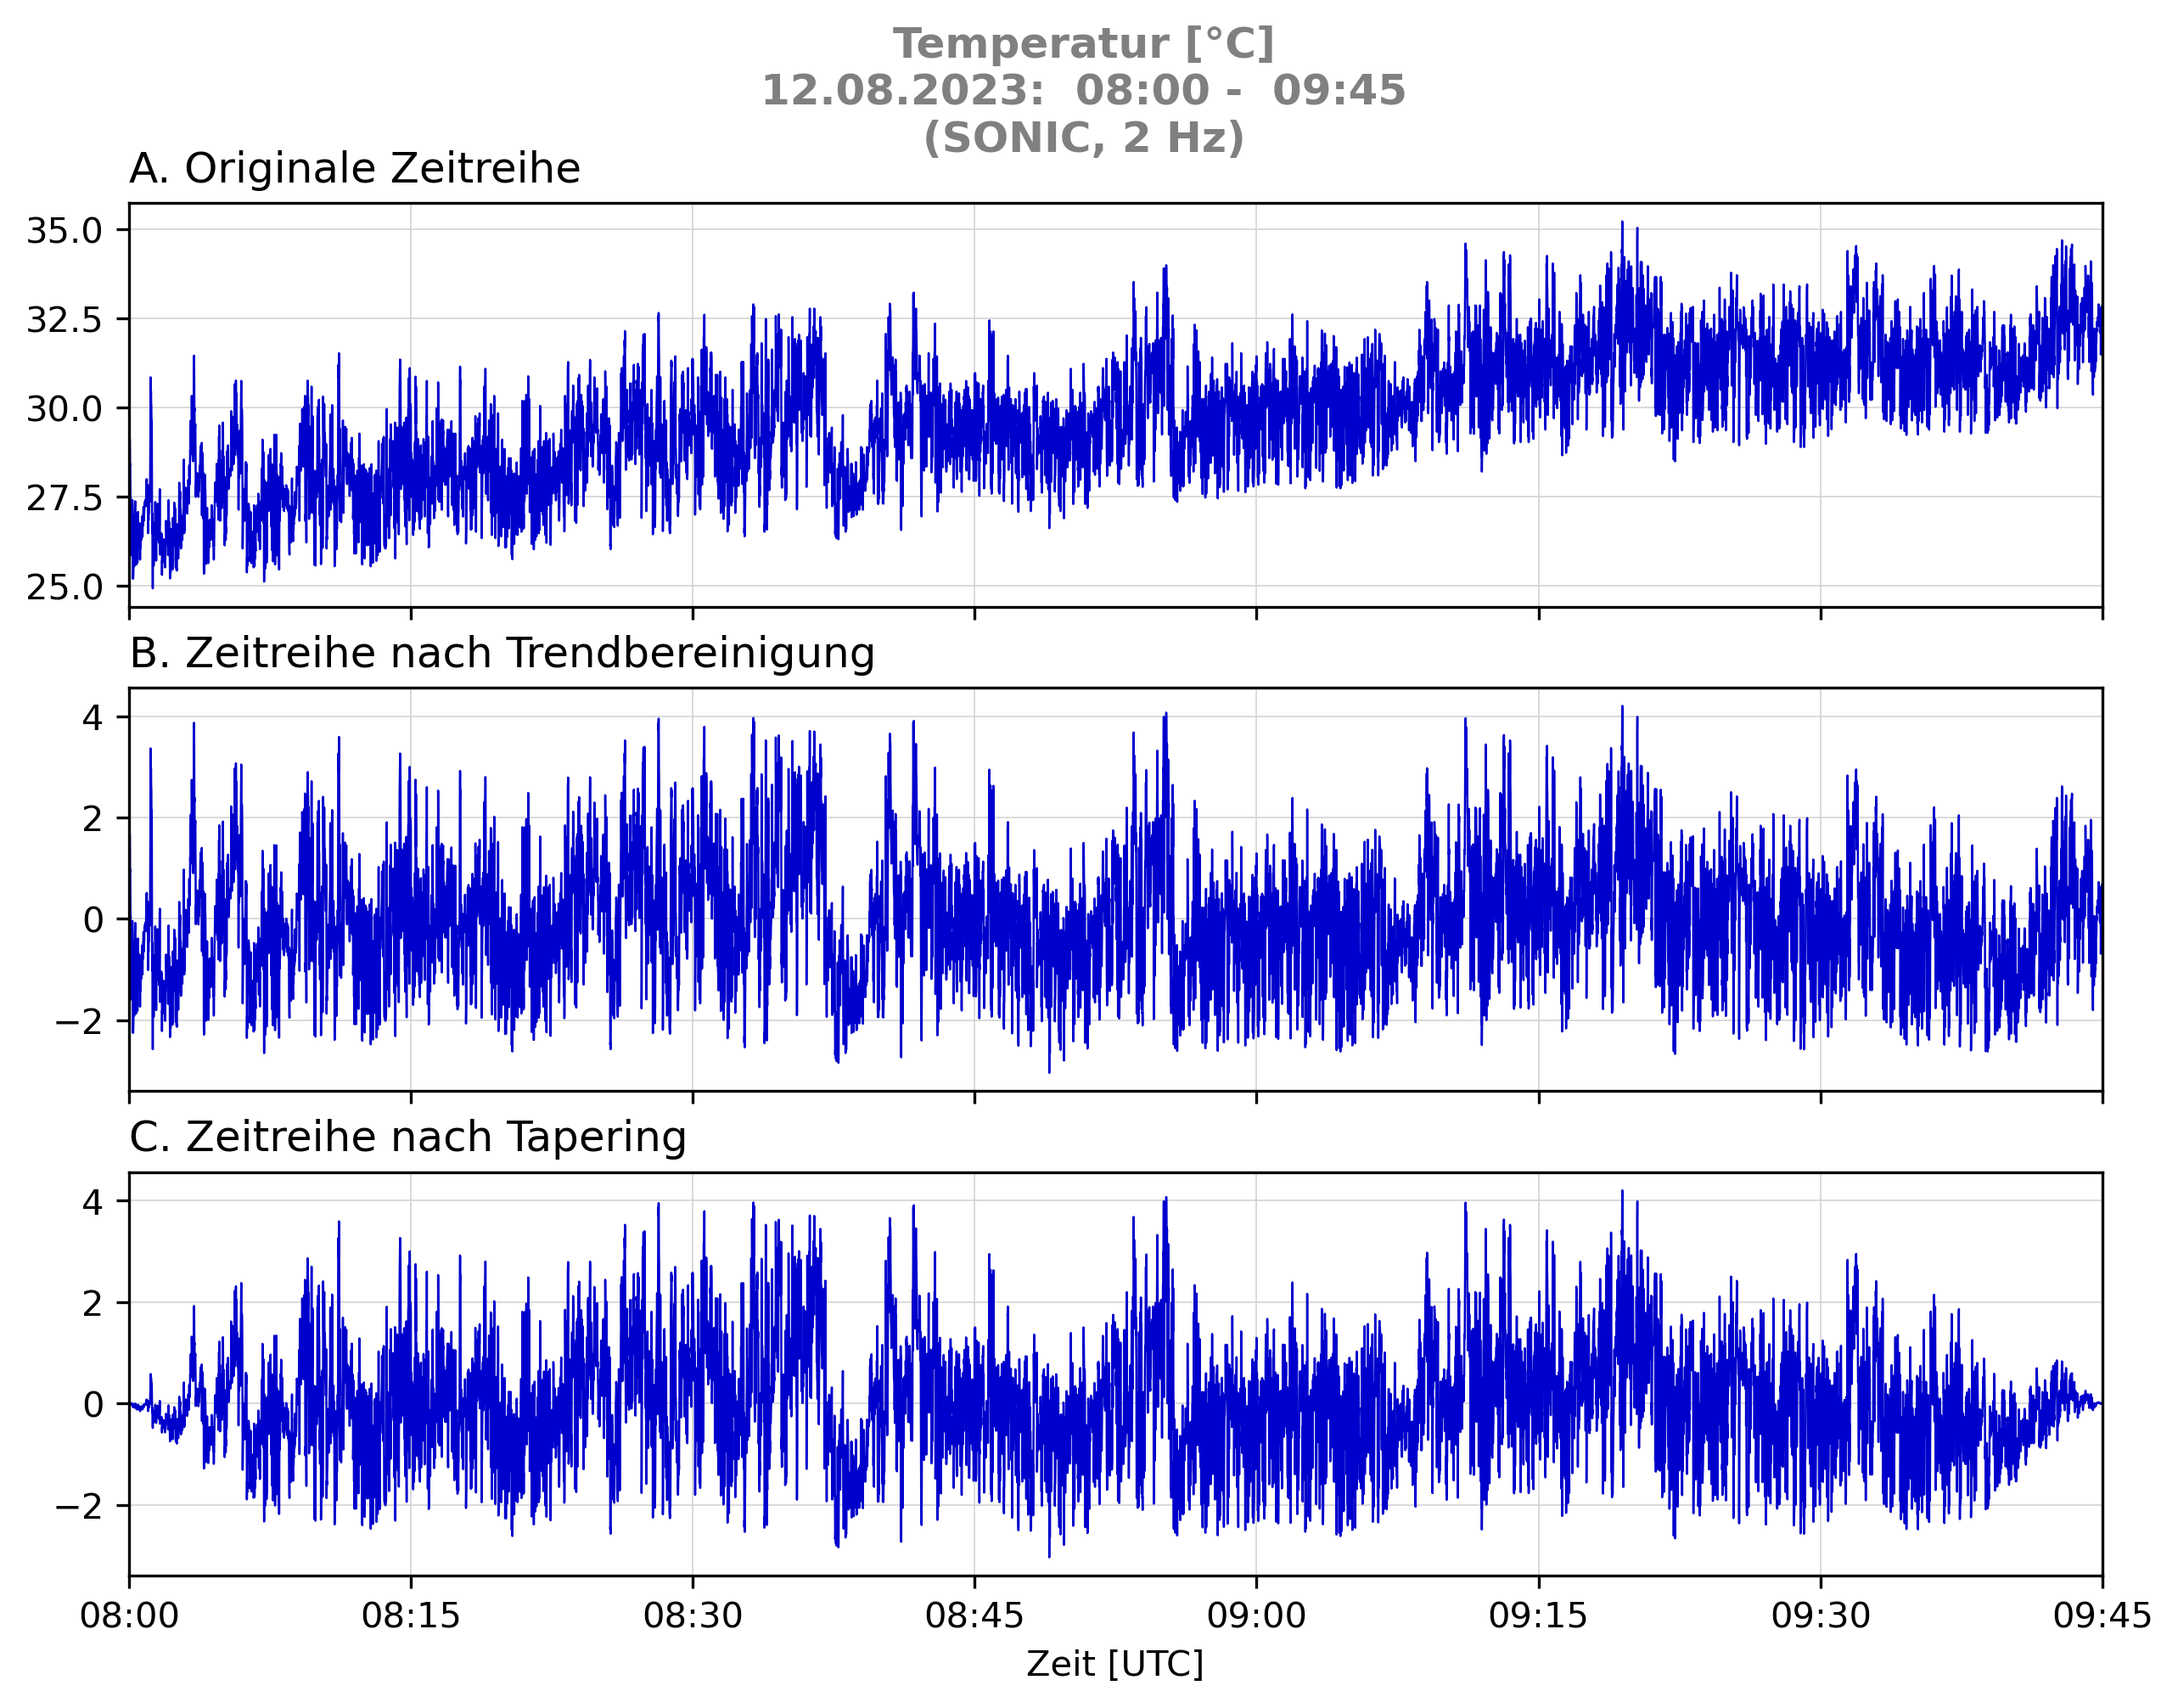 Temperatur [°C]
12.08.2023:  08:00 -  09:45
(SONIC, 2 Hz)
A. Originale Zeitreihe
35.0
32.5
30.0
27.5
25.0
B. Zeitreihe nach Trendbereinigung
4
2
0
−2
C. Zeitreihe nach Tapering
4
2
0
−2
08:00 08:15 08:30 08:45 09:00 09:15 09:30 09:45
Zeit [UTC]